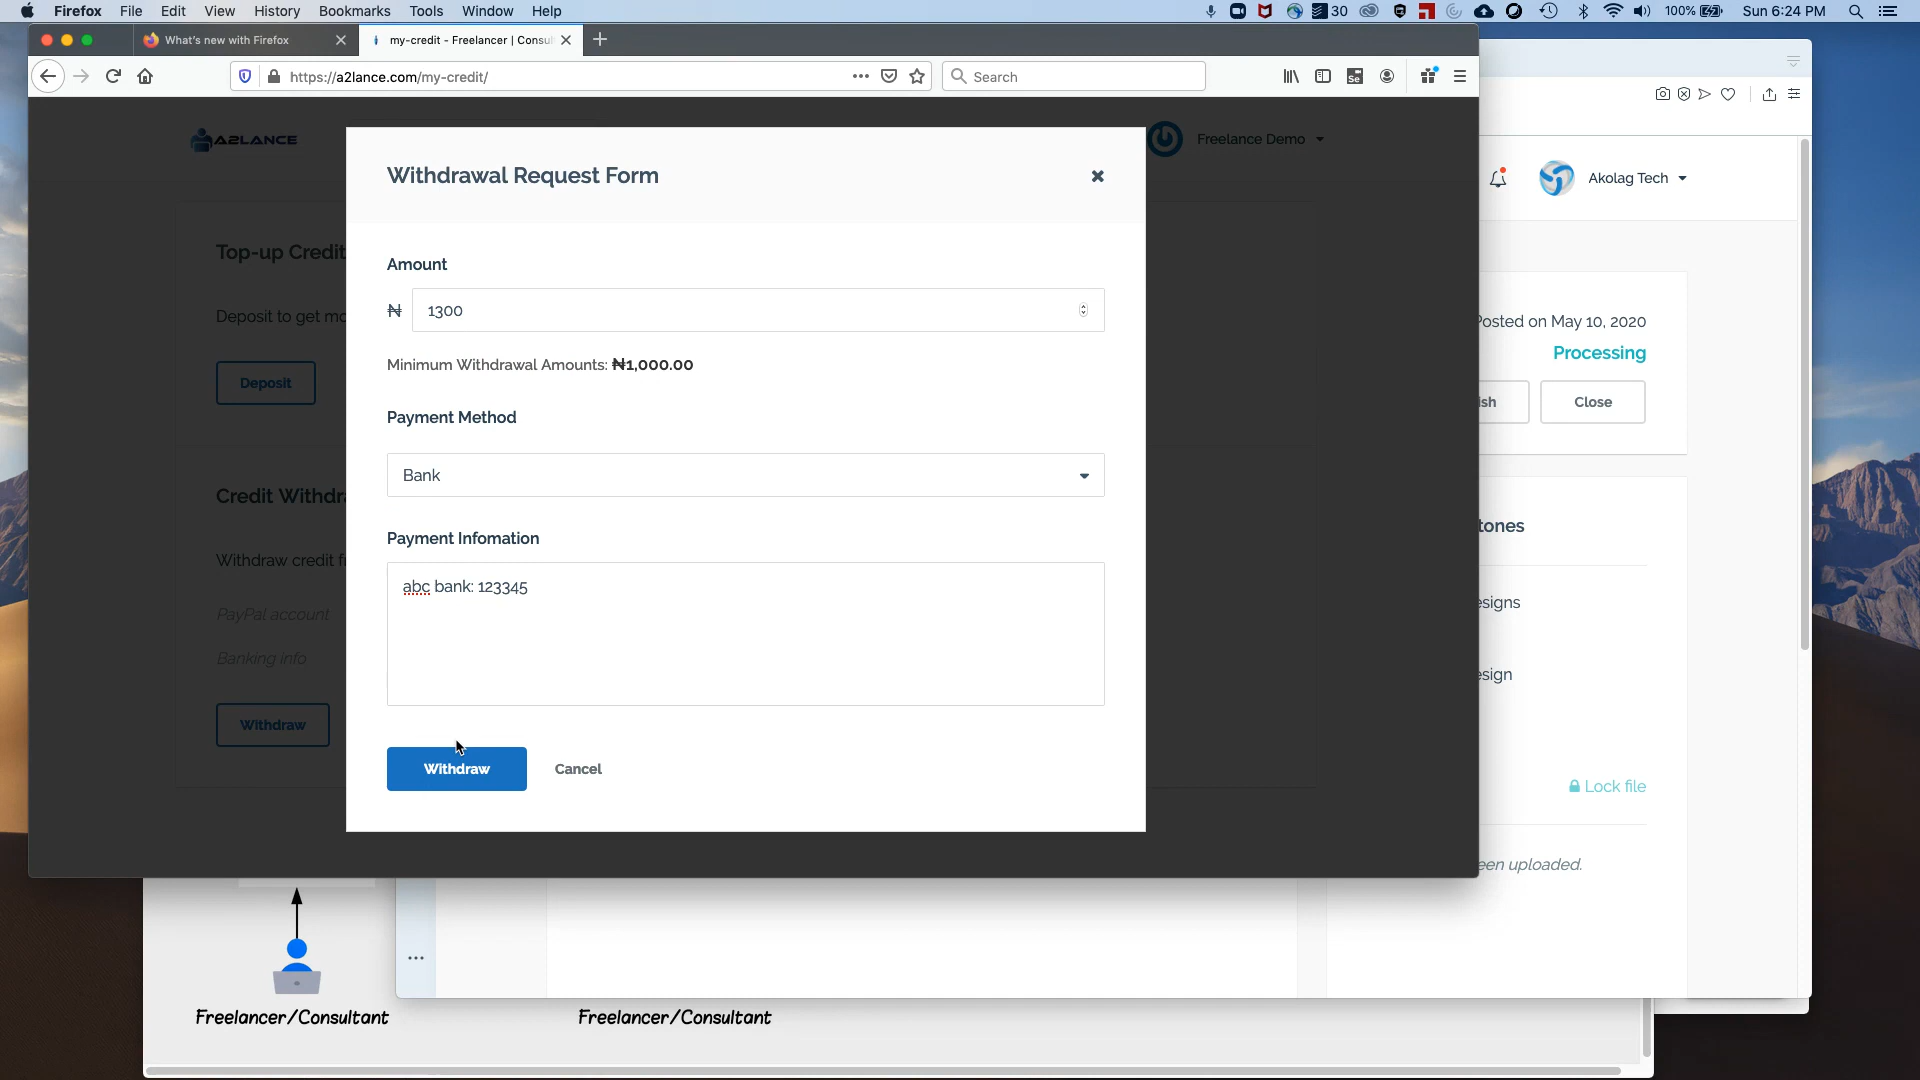 Firefox File Edit View History Bookmarks Tools Window Help
30 100% Sun 6:24 PM
What's new with Firefox
my-credit - Freelancer | Consul
https://a2lance.com/my-credit/
Search
Se
A2LANCE
Freelance Demo
Akolag Tech
Withdrawal Request Form
Top-up Credit
Amount
Deposit to get mo
₦ 1300
Posted on May 10, 2020
Processing
Minimum Withdrawal Amounts: ₦1,000.00
Deposit
ish
Close
Payment Method
Bank
Credit Withdra
tones
Payment Infomation
Withdraw credit f
abc bank: 123345
esigns
PayPal account
Banking info
esign
Withdraw
Withdraw
Cancel
Lock file
een uploaded.
Freelancer/Consultant
Freelancer/Consultant